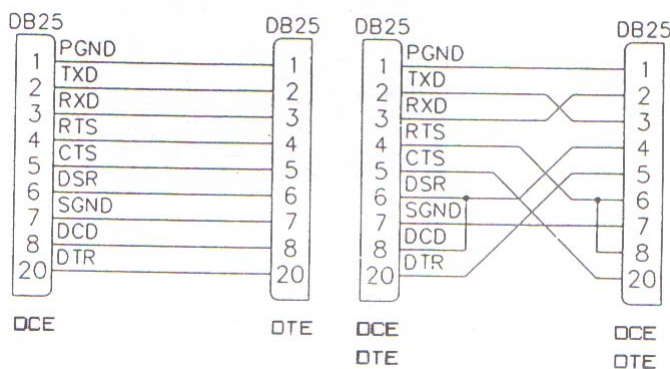 DB25 DB25
1 PGND 1
2 TXD 2
3 RXD 3
4 RTS 4
5 CTS 5
6 DSR 6
7 SGND 7
8 DCD 8
20 DTR 20
DCE DTE
DB25 DB25
1 PGND 1
2 TXD 2
3 RXD 3
4 RTS 4
5 CTS 5
6 DSR 6
7 SGND 7
8 DCD 8
20 DTR 20
DCE DCE
DTE DTE